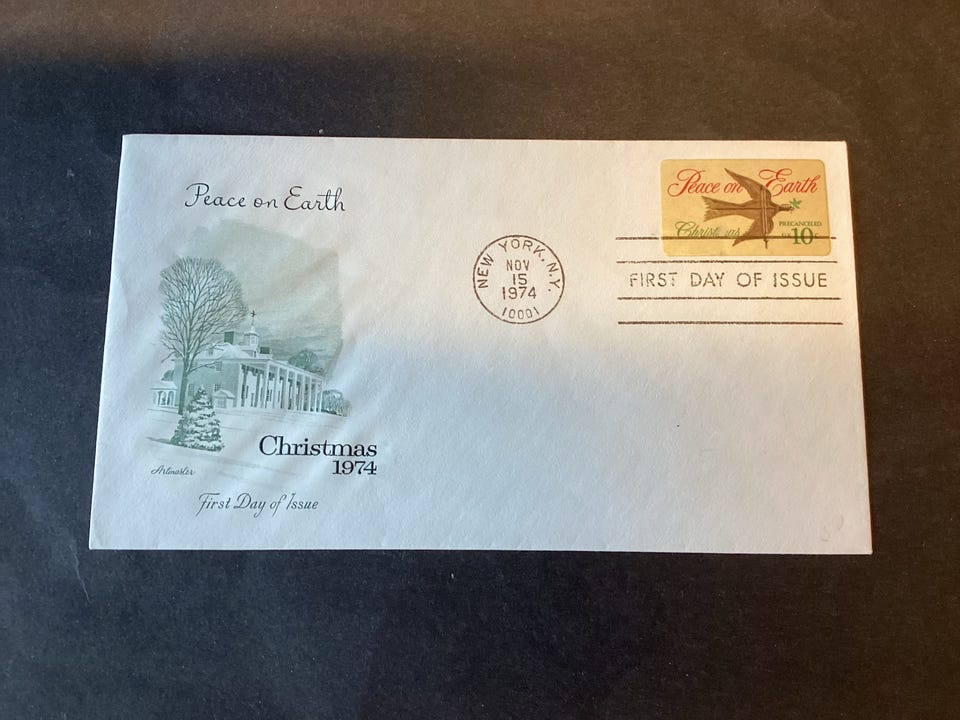 Peace on Earth
Christmas
1974
Artmaster
First Day of Issue
NEW YORK, N.Y.
NOV
15
1974
10001
Peace on Earth
Christmas
PRECANCELED
US 10c
FIRST DAY OF ISSUE